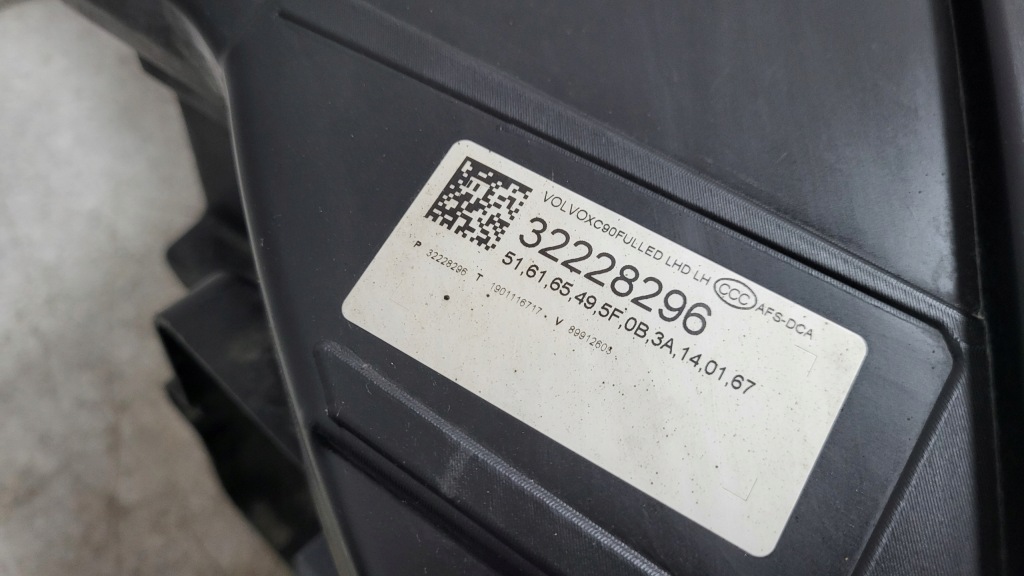 VOLVOXC90FULLED LHD LH CCC AFS-DCA
32228296
51,61,65,49,5F,0B,3A,14,01,67
P 32228296 T 1901116717 V 89912603